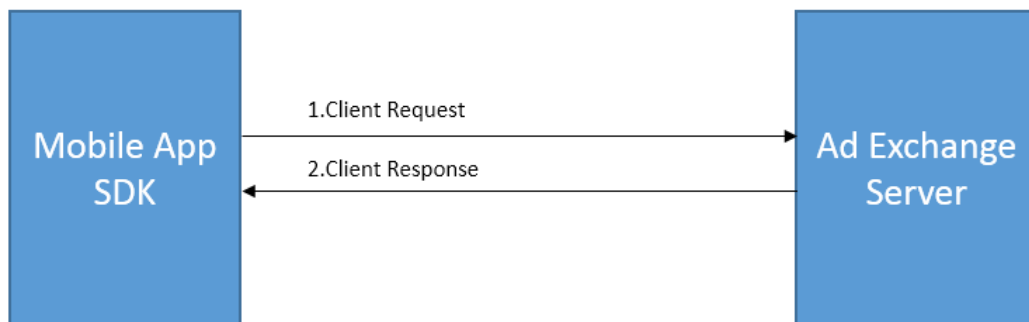 Mobile App
SDK
1.Client Request
2.Client Response
Ad Exchange
Server